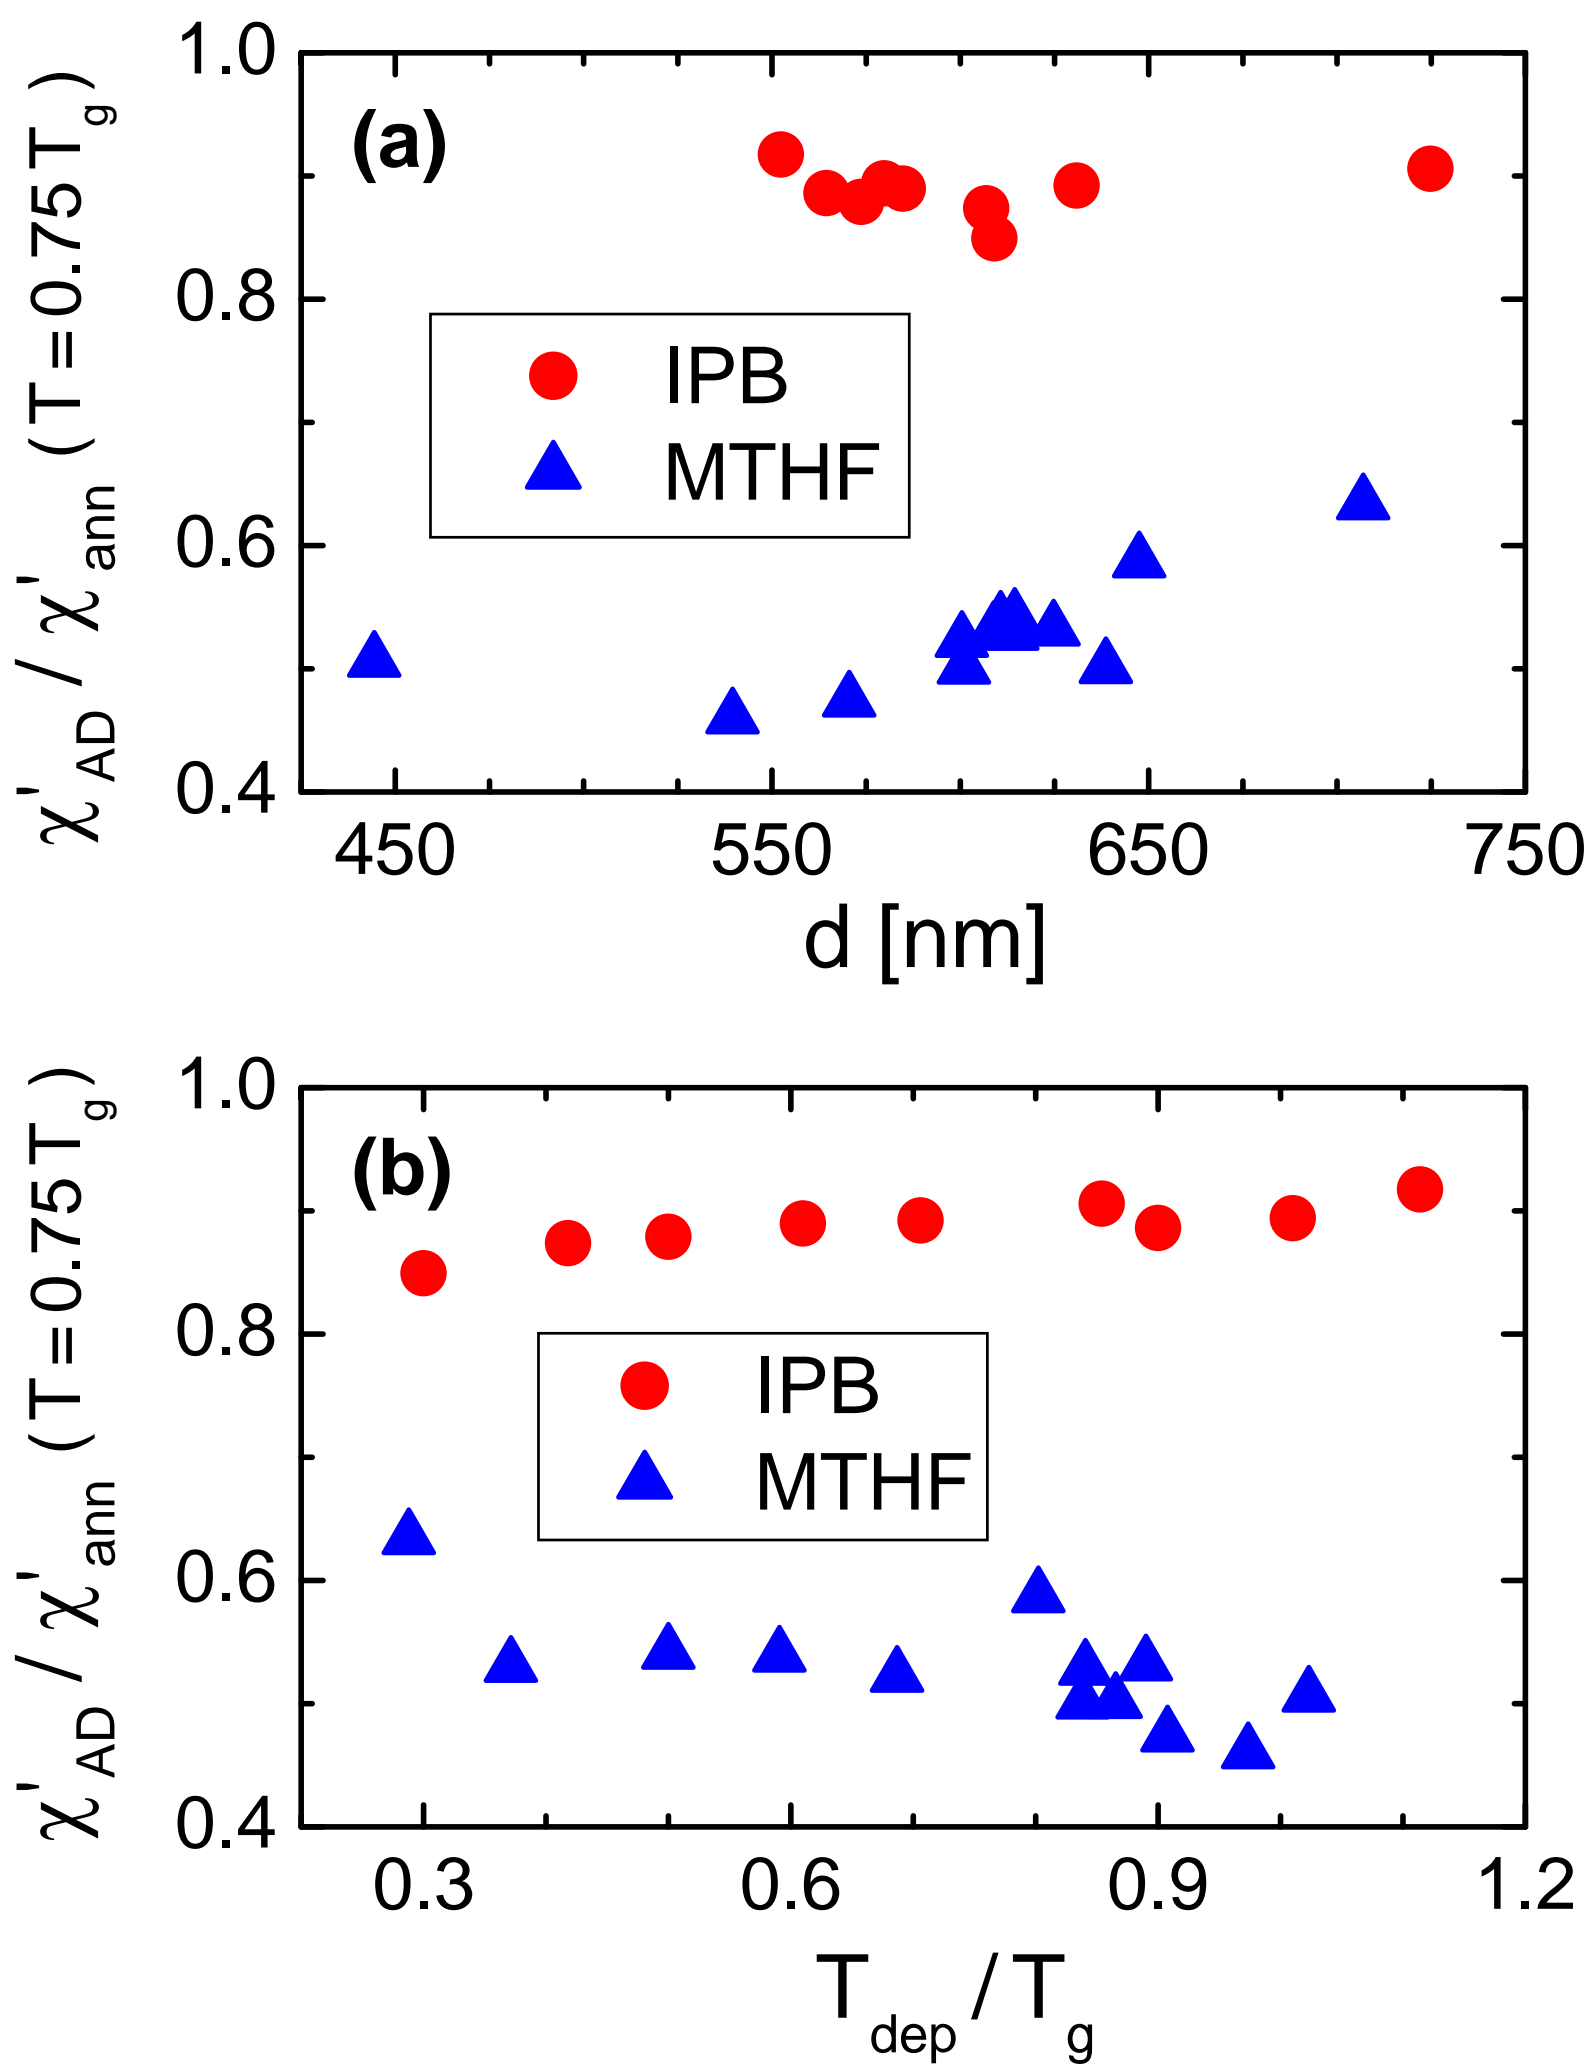 χ'AD / χ'ann (T = 0.75 Tg)
1.0
0.8
0.6
0.4
(a)
IPB
MTHF
450 550 650 750
d [nm]
χ'AD / χ'ann (T = 0.75 Tg)
1.0
0.8
0.6
0.4
(b)
IPB
MTHF
0.3 0.6 0.9 1.2
Tdep / Tg